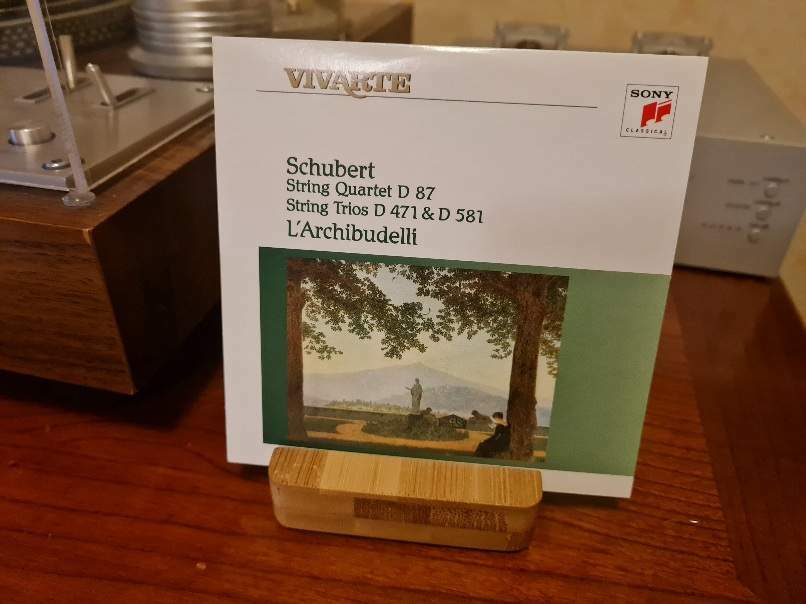 VIVARTE
SONY
CLASSICAL
Schubert
String Quartet D 87
String Trios D 471 & D 581
L'Archibudelli